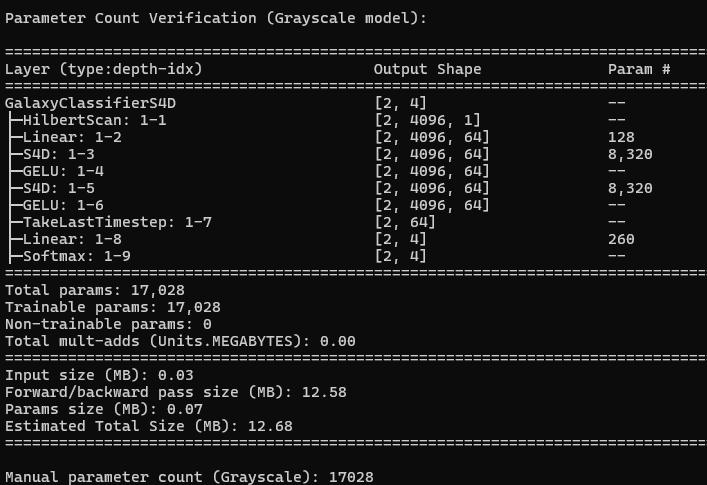 Parameter Count Verification (Grayscale model):
==========================================================================================
Layer (type:depth-idx)                   Output Shape              Param #
==========================================================================================
GalaxyClassifierS4D                      [2, 4]                    --
├─HilbertScan: 1-1                       [2, 4096, 1]              --
├─Linear: 1-2                            [2, 4096, 64]             128
├─S4D: 1-3                               [2, 4096, 64]             8,320
├─GELU: 1-4                              [2, 4096, 64]             --
├─S4D: 1-5                               [2, 4096, 64]             8,320
├─GELU: 1-6                              [2, 4096, 64]             --
├─TakeLastTimestep: 1-7                  [2, 64]                   --
├─Linear: 1-8                            [2, 4]                    260
├─Softmax: 1-9                           [2, 4]                    --
==========================================================================================
Total params: 17,028
Trainable params: 17,028
Non-trainable params: 0
Total mult-adds (Units.MEGABYTES): 0.00
==========================================================================================
Input size (MB): 0.03
Forward/backward pass size (MB): 12.58
Params size (MB): 0.07
Estimated Total Size (MB): 12.68
==========================================================================================
Manual parameter count (Grayscale): 17028